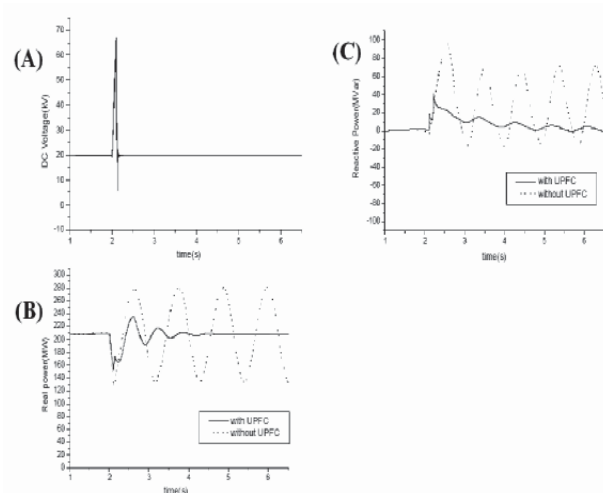 (A)
DC Voltage(kV)
70
60
50
40
30
20
10
0
-10
1 2 3 4 5 6
time(s)
(B)
Real power(MW)
300
280
260
240
220
200
180
160
140
120
100
80
60
40
20
0
1 2 3 4 5 6
time(s)
with UPFC
without UPFC
(C)
Reactive Power(MVar)
100
80
60
40
20
0
-20
-40
-60
-80
-100
1 2 3 4 5 6
time(s)
with UPFC
without UPFC